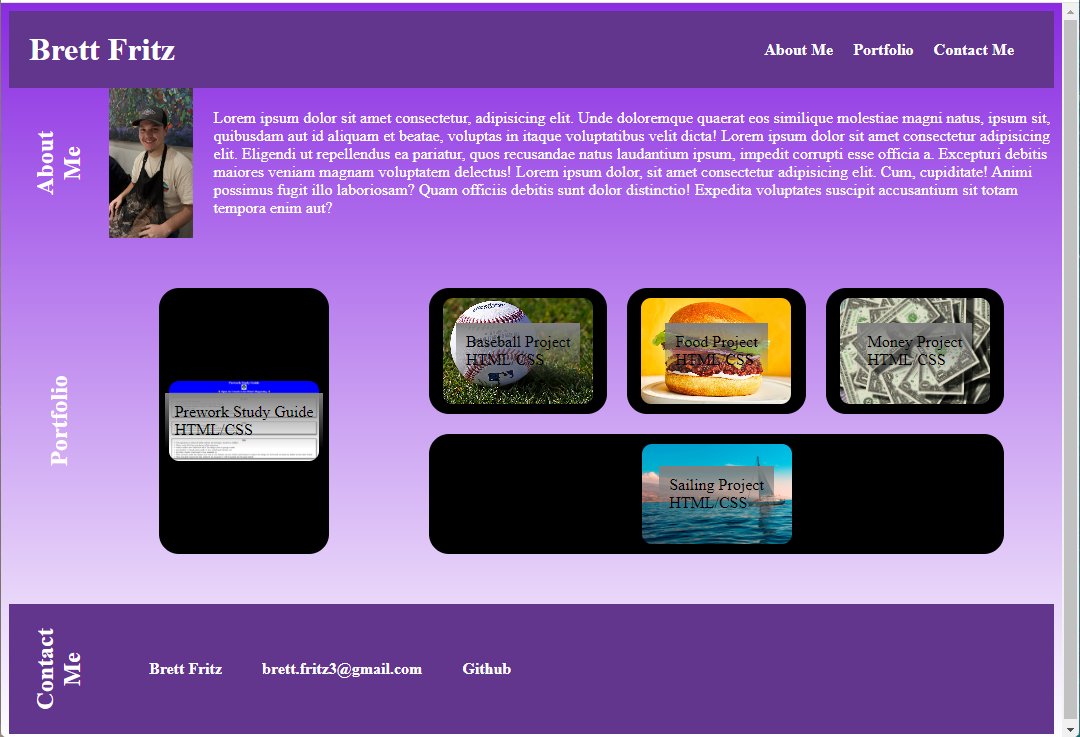 Brett Fritz
About Me Portfolio Contact Me
About
Me
Lorem ipsum dolor sit amet consectetur, adipisicing elit. Unde doloremque quaerat eos similique molestiae magni natus, ipsum sit,
quibusdam aut id aliquam et beatae, voluptas in itaque voluptatibus velit dicta! Lorem ipsum dolor sit amet consectetur adipisicing
elit. Eligendi ut repellendus ea pariatur, quos recusandae natus laudantium ipsum, impedit corrupti esse officia a. Excepturi debitis
maiores veniam magnam voluptatem delectus! Lorem ipsum dolor, sit amet consectetur adipisicing elit. Cum, cupiditate! Animi
possimus fugit illo laboriosam? Quam officiis debitis sunt dolor distinctio! Expedita voluptates suscipit accusantium sit totam
tempora enim aut?
Portfolio
Prework Study Guide
HTML/CSS
Baseball Project
HTML/CSS
Food Project
HTML/CSS
Money Project
HTML/CSS
Sailing Project
HTML/CSS
Contact
Me
Brett Fritz brett.fritz3@gmail.com Github